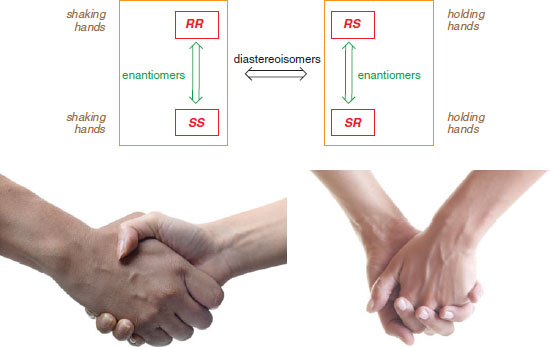 shaking
hands
RR
RS
holding
hands
enantiomers
diastereoisomers
enantiomers
shaking
hands
SS
SR
holding
hands